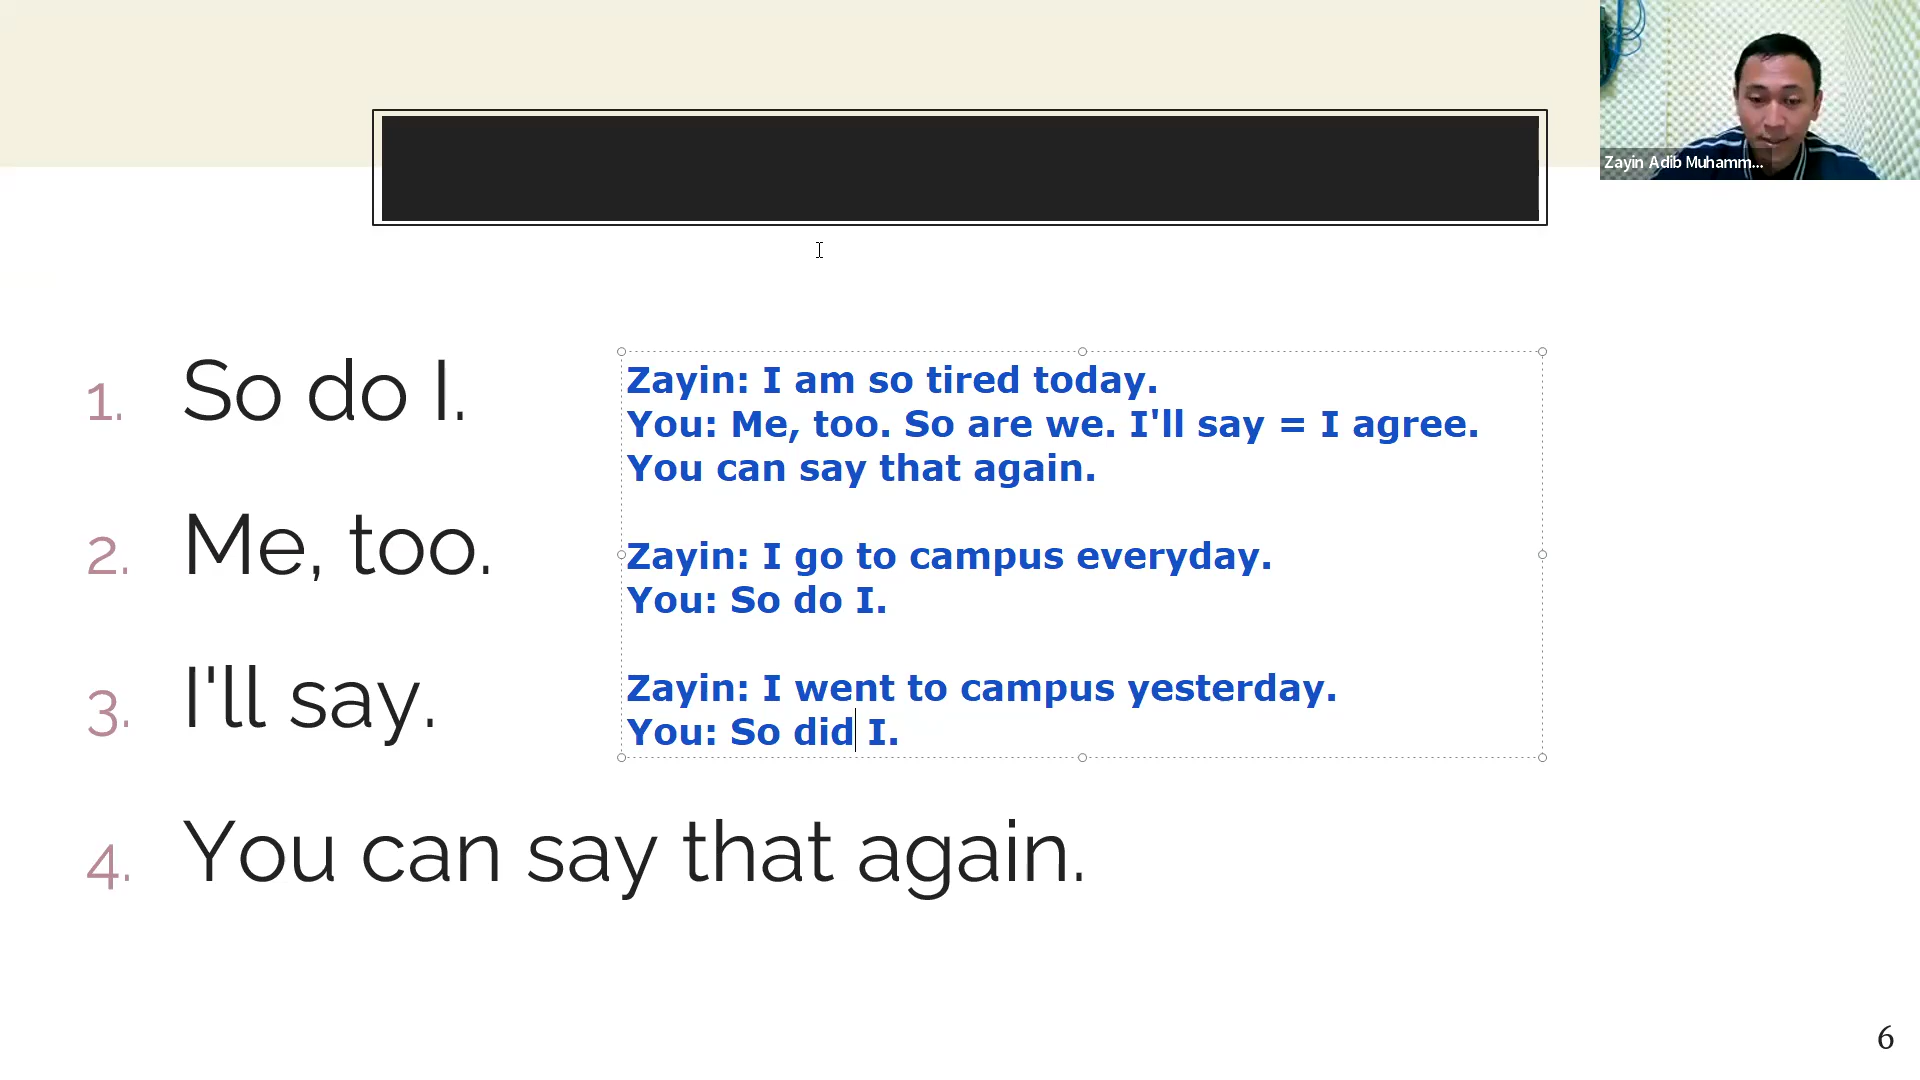 Zayin Adib Muhamm...
1. So do I.
2. Me, too.
3. I'll say.
4. You can say that again.
Zayin: I am so tired today.
You: Me, too. So are we. I'll say = I agree.
You can say that again.
Zayin: I go to campus everyday.
You: So do I.
Zayin: I went to campus yesterday.
You: So did I.
6